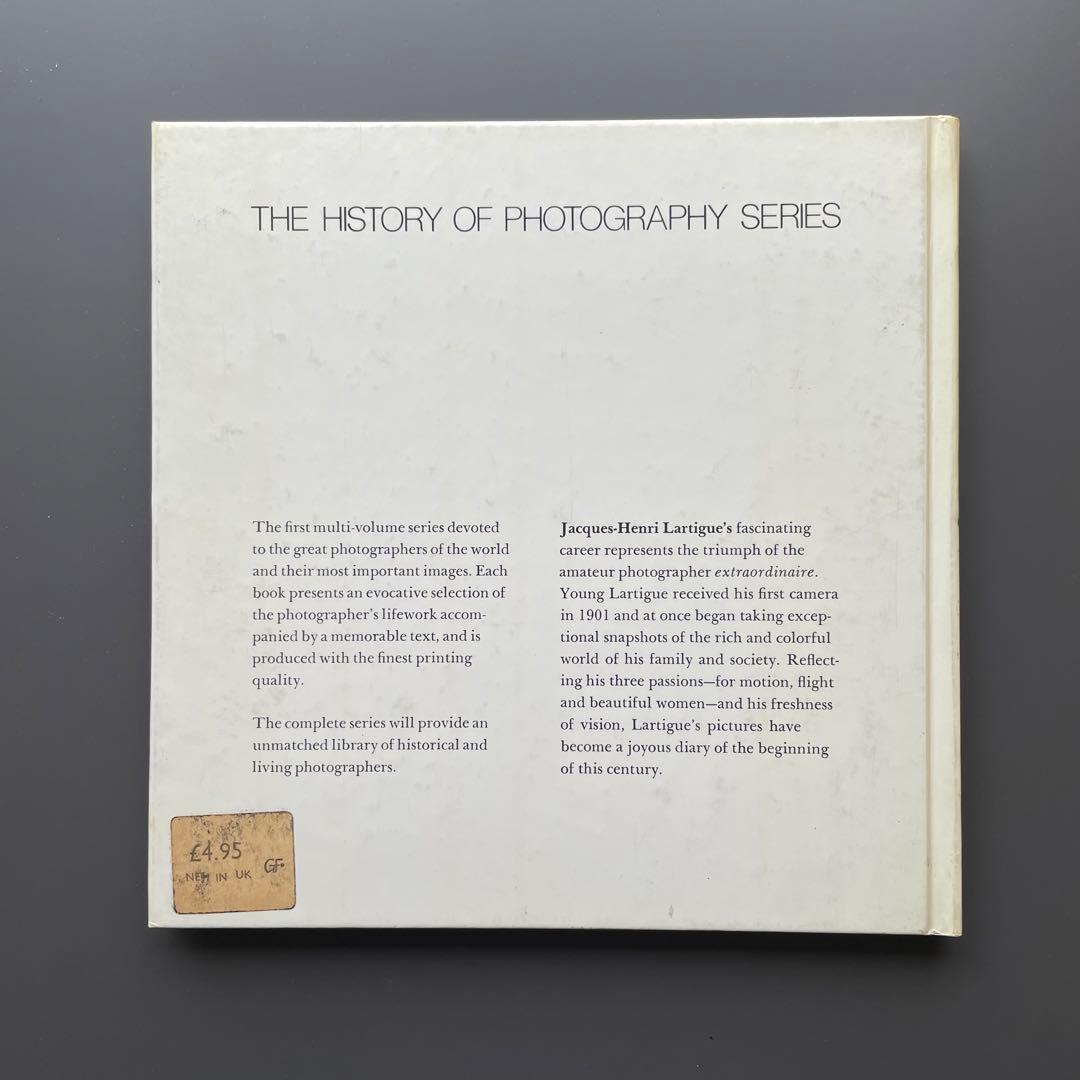 THE HISTORY OF PHOTOGRAPHY SERIES
The first multi-volume series devoted
to the great photographers of the world
and their most important images. Each
book presents an evocative selection of
the photographer's lifework accom-
panied by a memorable text, and is
produced with the finest printing
quality.
The complete series will provide an
unmatched library of historical and
living photographers.
Jacques-Henri Lartigue's fascinating
career represents the triumph of the
amateur photographer extraordinaire.
Young Lartigue received his first camera
in 1901 and at once began taking excep-
tional snapshots of the rich and colorful
world of his family and society. Reflect-
ing his three passions—for motion, flight
and beautiful women—and his freshness
of vision, Lartigue's pictures have
become a joyous diary of the beginning
of this century.
£4.95
IN UK